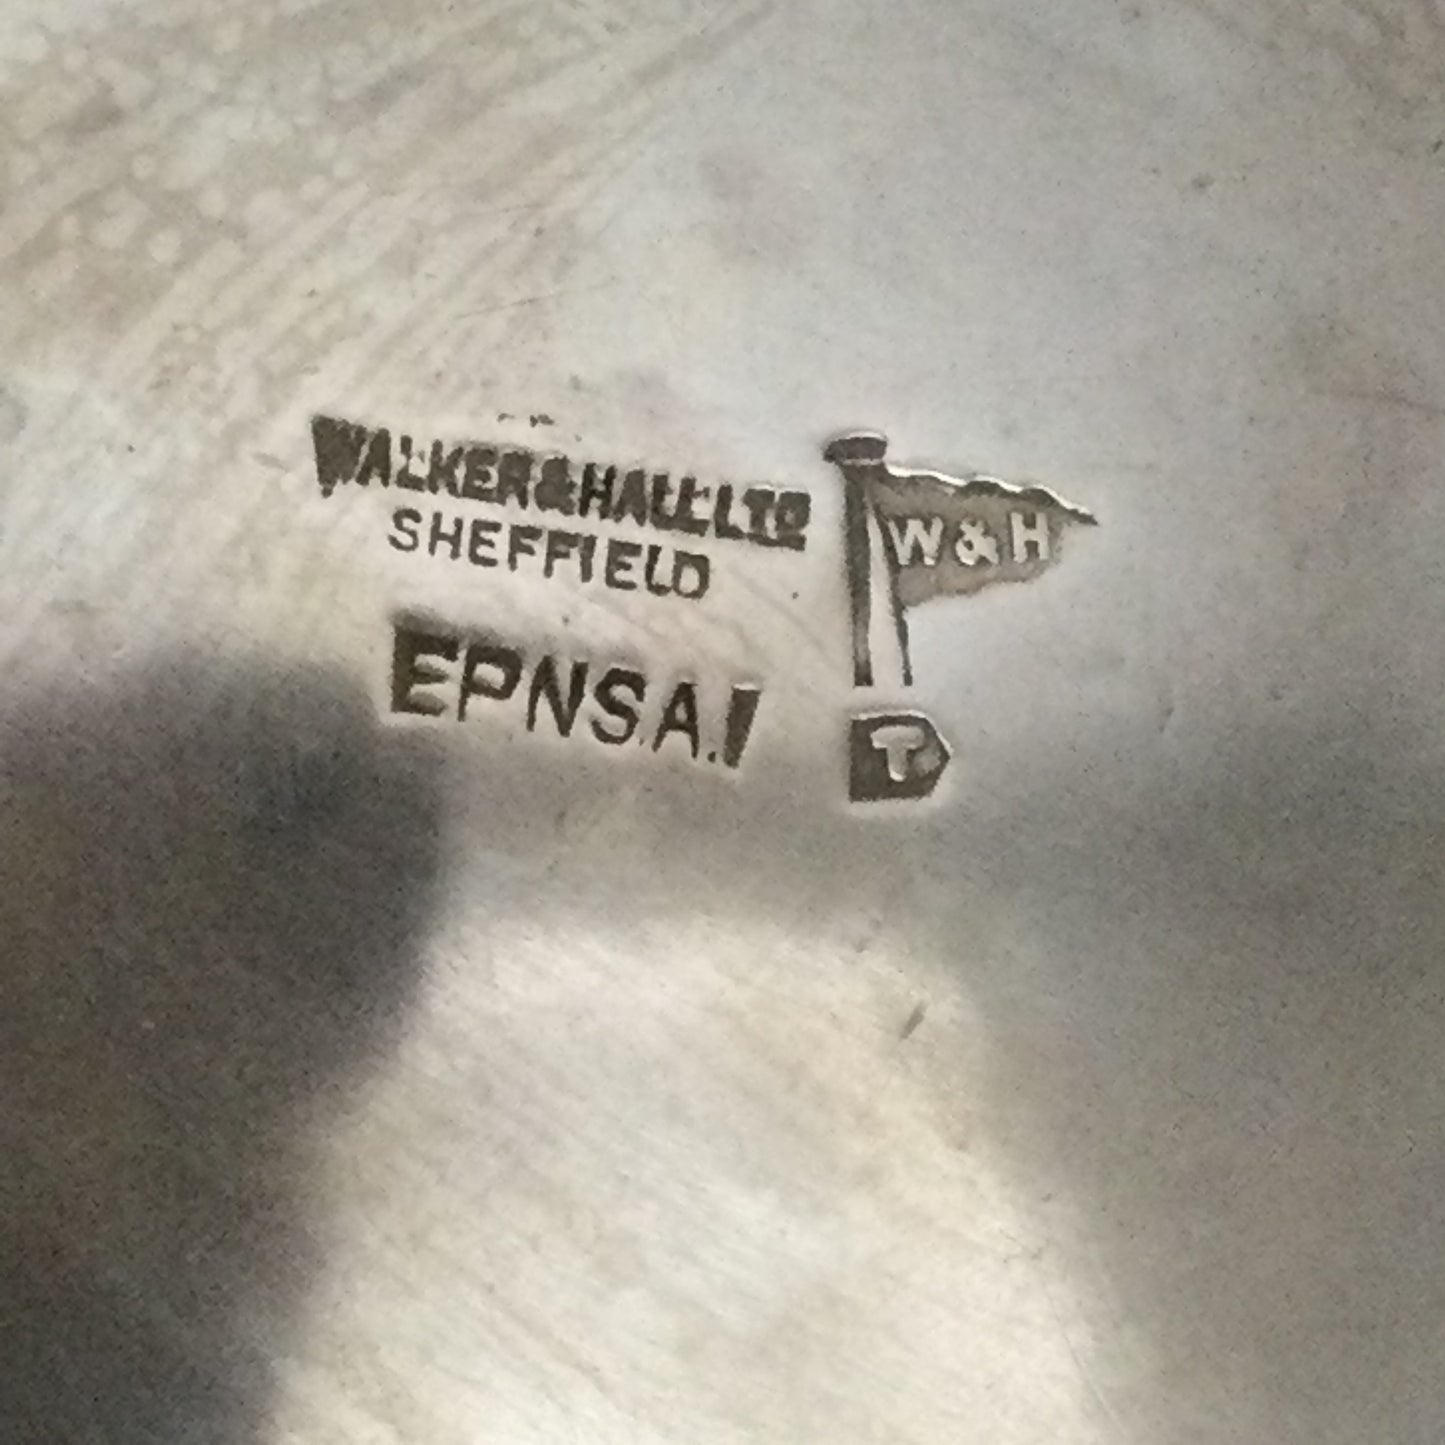 WALKER & HALL LTD
SHEFFIELD
EPNS.A.I
W & H
T